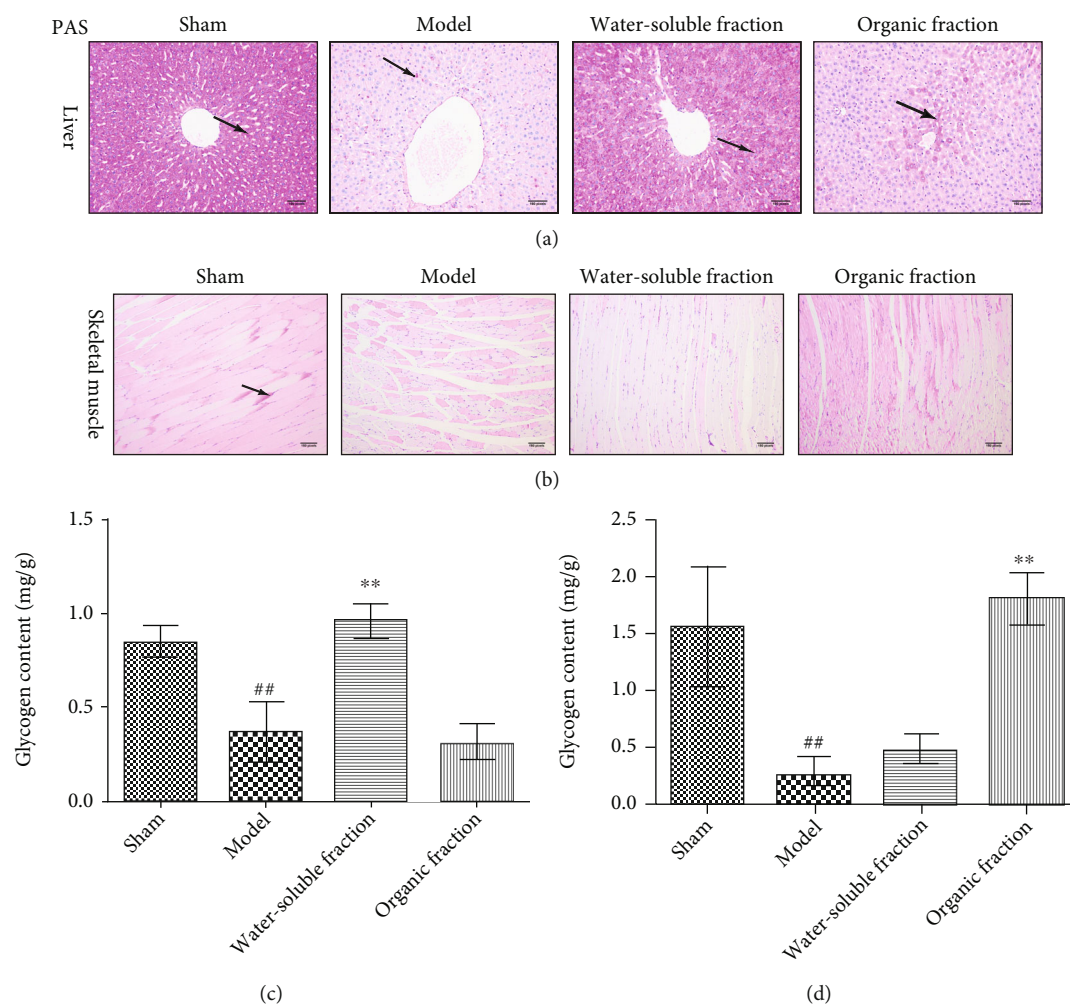 PAS
Sham
Model
Water-soluble fraction
Organic fraction
Liver
(a)
Sham
Model
Water-soluble fraction
Organic fraction
Skeletal muscle
(b)
Glycogen content (mg/g)
1.5
1.0
0.5
0.0
##
**
Sham
Model
Water-soluble fraction
Organic fraction
(c)
Glycogen content (mg/g)
2.5
2.0
1.5
1.0
0.5
0.0
##
**
Sham
Model
Water-soluble fraction
Organic fraction
(d)